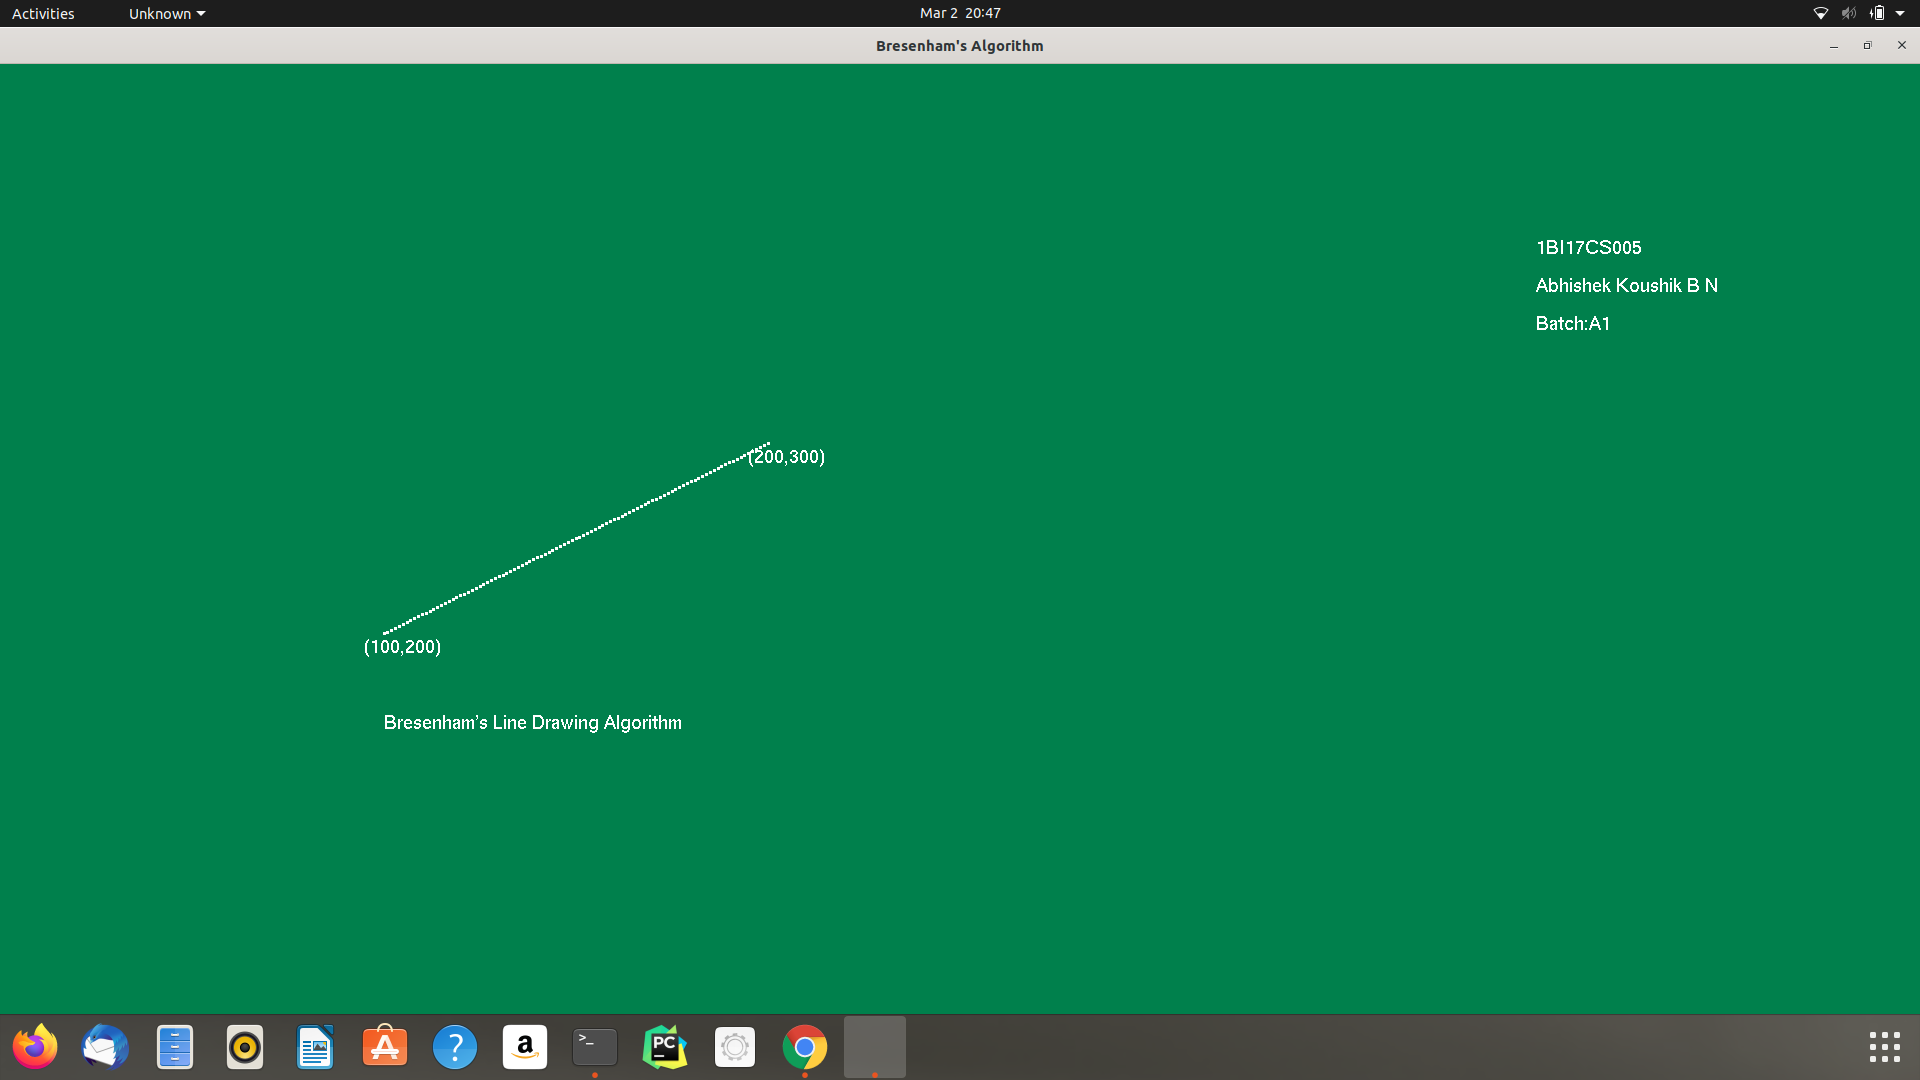 Activities
Unknown
Mar 2 20:47
Bresenham's Algorithm
1BI17CS005
Abhishek Koushik B N
Batch:A1
(200,300)
(100,200)
Bresenham's Line Drawing Algorithm
?
a
>_
PC